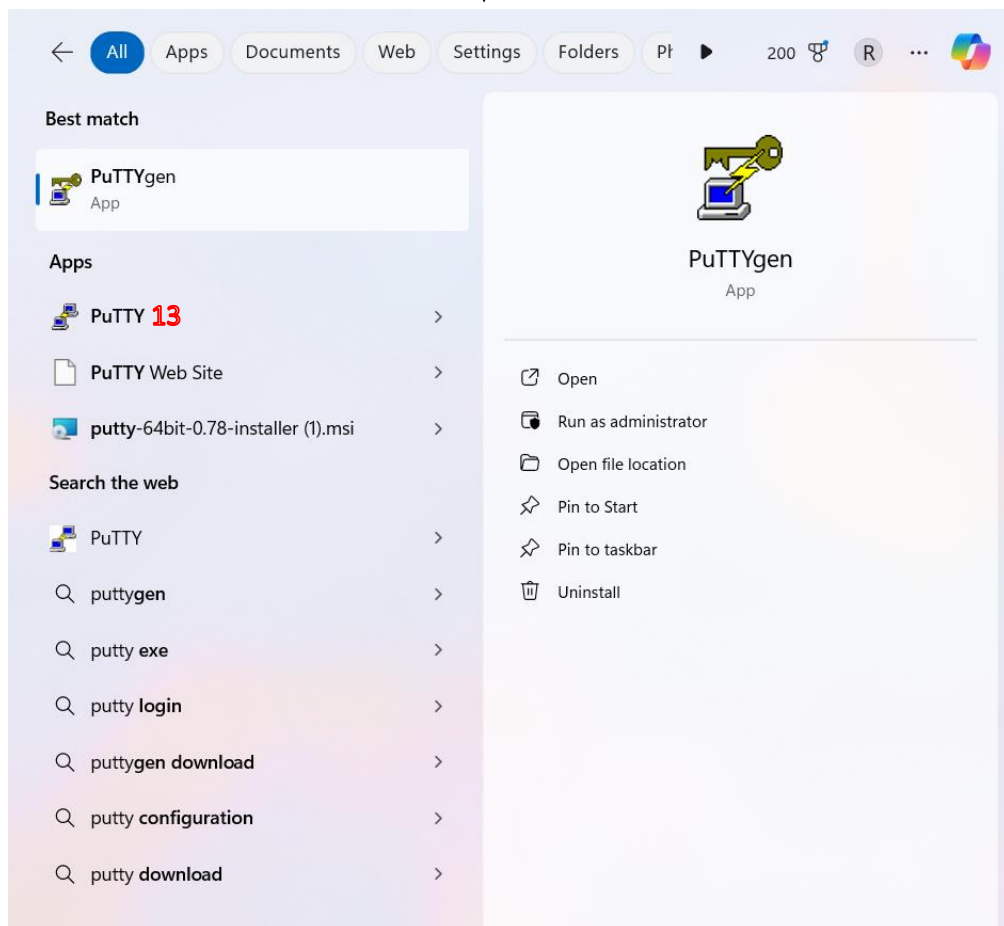 All Apps Documents Web Settings Folders Ph 200 R ...
Best match
PuTTYgen
App
Apps
PuTTY 13
PuTTY Web Site
putty-64bit-0.78-installer (1).msi
Search the web
PuTTY
puttygen
putty exe
putty login
puttygen download
putty configuration
putty download
PuTTYgen
App
Open
Run as administrator
Open file location
Pin to Start
Pin to taskbar
Uninstall